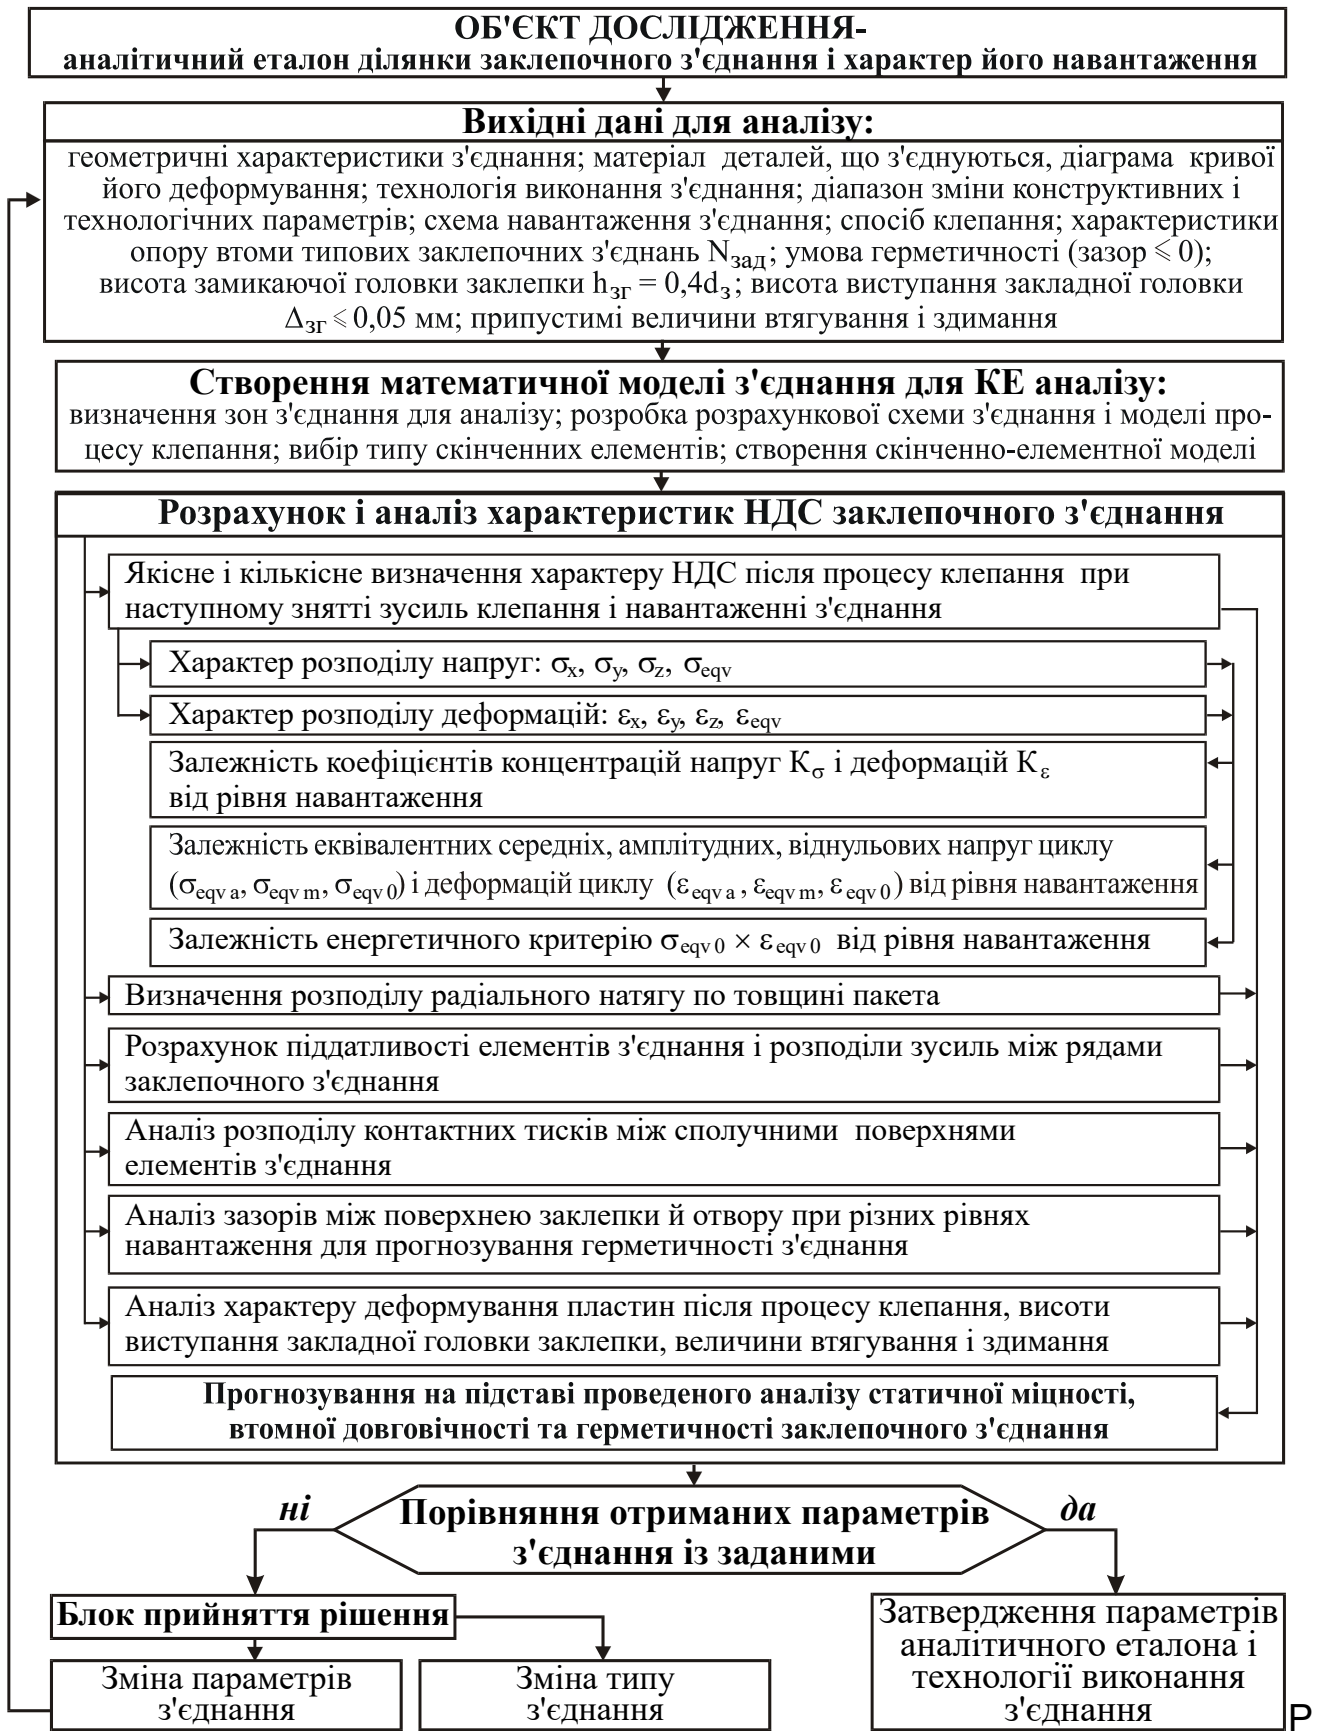 ОБ'ЄКТ ДОСЛІДЖЕННЯ-
аналітичний еталон ділянки заклепочного з'єднання і характер його навантаження
Вихідні дані для аналізу:
геометричні характеристики з'єднання; матеріал деталей, що з'єднуються, діаграма кривої
його деформування; технологія виконання з'єднання; діапазон зміни конструктивних і
технологічних параметрів; схема навантаження з'єднання; спосіб клепання; характеристики
опору втоми типових заклепочних з'єднань Nзад; умова герметичності (зазор ⩽ 0);
висота замикаючої головки заклепки hзг = 0,4dз; висота виступання закладної головки
Δзг ⩽ 0,05 мм; припустимі величини втягування і здимання
Створення математичної моделі з'єднання для КЕ аналізу:
визначення зон з'єднання для аналізу; розробка розрахункової схеми з'єднання і моделі про-
цесу клепання; вибір типу скінченних елементів; створення скінченно-елементної моделі
Розрахунок і аналіз характеристик НДС заклепочного з'єднання
Якісне і кількісне визначення характеру НДС після процесу клепання при
наступному знятті зусиль клепання і навантаженні з'єднання
Характер розподілу напруг: σx, σy, σz, σeqv
Характер розподілу деформацій: εx, εy, εz, εeqv
Залежність коефіцієнтів концентрацій напруг Kσ і деформацій Kε
від рівня навантаження
Залежність еквівалентних середніх, амплітудних, віднульових напруг циклу
(σeqv a, σeqv m, σeqv 0) і деформацій циклу (εeqv a, εeqv m, εeqv 0) від рівня навантаження
Залежність енергетичного критерію σeqv 0 × εeqv 0 від рівня навантаження
Визначення розподілу радіального натягу по товщині пакета
Розрахунок піддатливості елементів з'єднання і розподіли зусиль між рядами
заклепочного з'єднання
Аналіз розподілу контактних тисків між сполучними поверхнями
елементів з'єднання
Аналіз зазорів між поверхнею заклепки й отвору при різних рівнях
навантаження для прогнозування герметичності з'єднання
Аналіз характеру деформування пластин після процесу клепання, висоти
виступання закладної головки заклепки, величини втягування і здимання
Прогнозування на підставі проведеного аналізу статичної міцності,
втомної довговічності та герметичності заклепочного з'єднання
ні
Порівняння отриманих параметрів
з'єднання із заданими
да
Блок прийняття рішення
Зміна параметрів
з'єднання
Зміна типу
з'єднання
Затвердження параметрів
аналітичного еталона і
технології виконання
з'єднання
Р